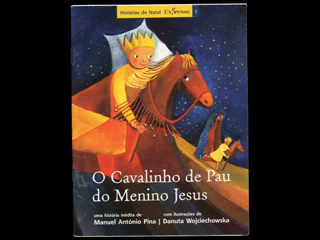 Histórias de Natal Expresso 1
O Cavalinho de Pau
do Menino Jesus
uma história inédita de
Manuel António Pina |
com ilustrações de
Danuta Wojciechowska